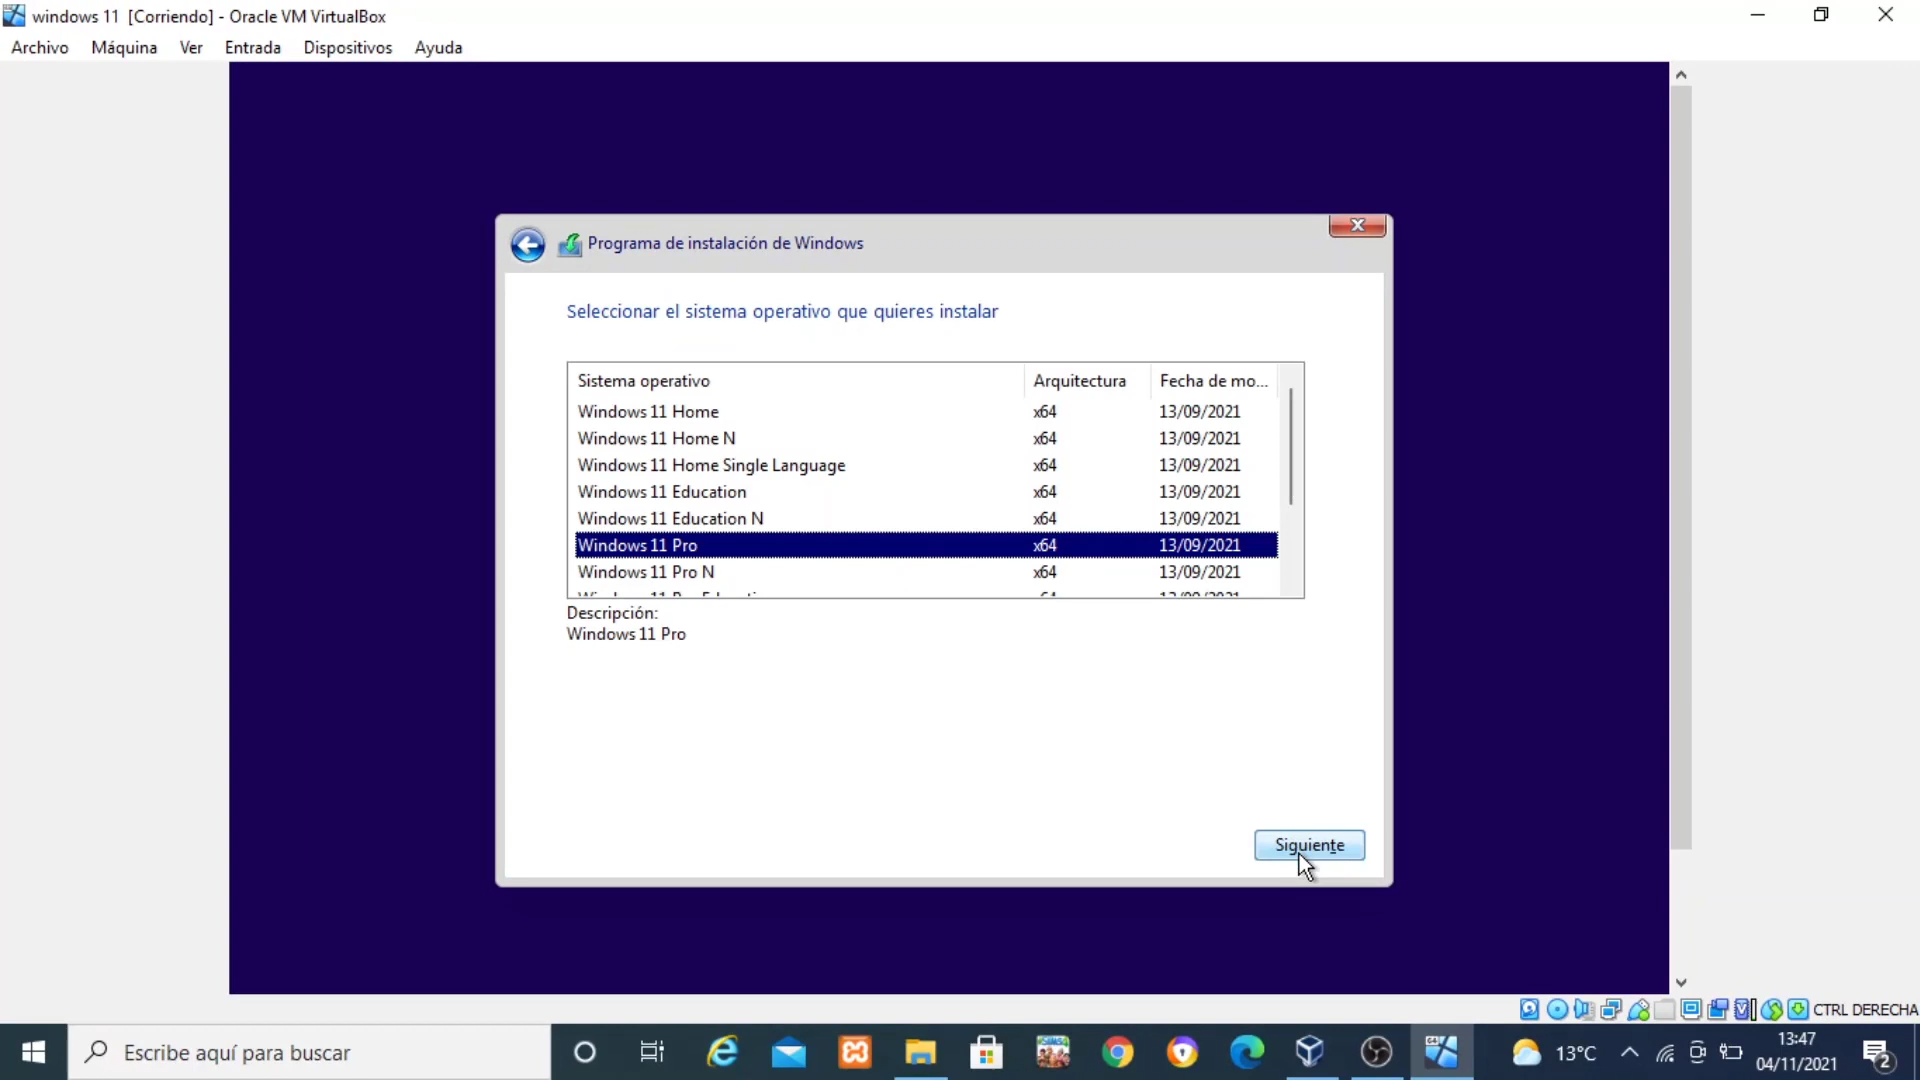 windows 11 [Corriendo] - Oracle VM VirtualBox
Archivo Máquina Ver Entrada Dispositivos Ayuda
Programa de instalación de Windows
Seleccionar el sistema operativo que quieres instalar
Sistema operativo Arquitectura Fecha de mo...
Windows 11 Home x64 13/09/2021
Windows 11 Home N x64 13/09/2021
Windows 11 Home Single Language x64 13/09/2021
Windows 11 Education x64 13/09/2021
Windows 11 Education N x64 13/09/2021
Windows 11 Pro x64 13/09/2021
Windows 11 Pro N x64 13/09/2021
Descripción:
Windows 11 Pro
Siguiente
CTRL DERECHA
Escribe aquí para buscar
13°C
13:47
04/11/2021
2